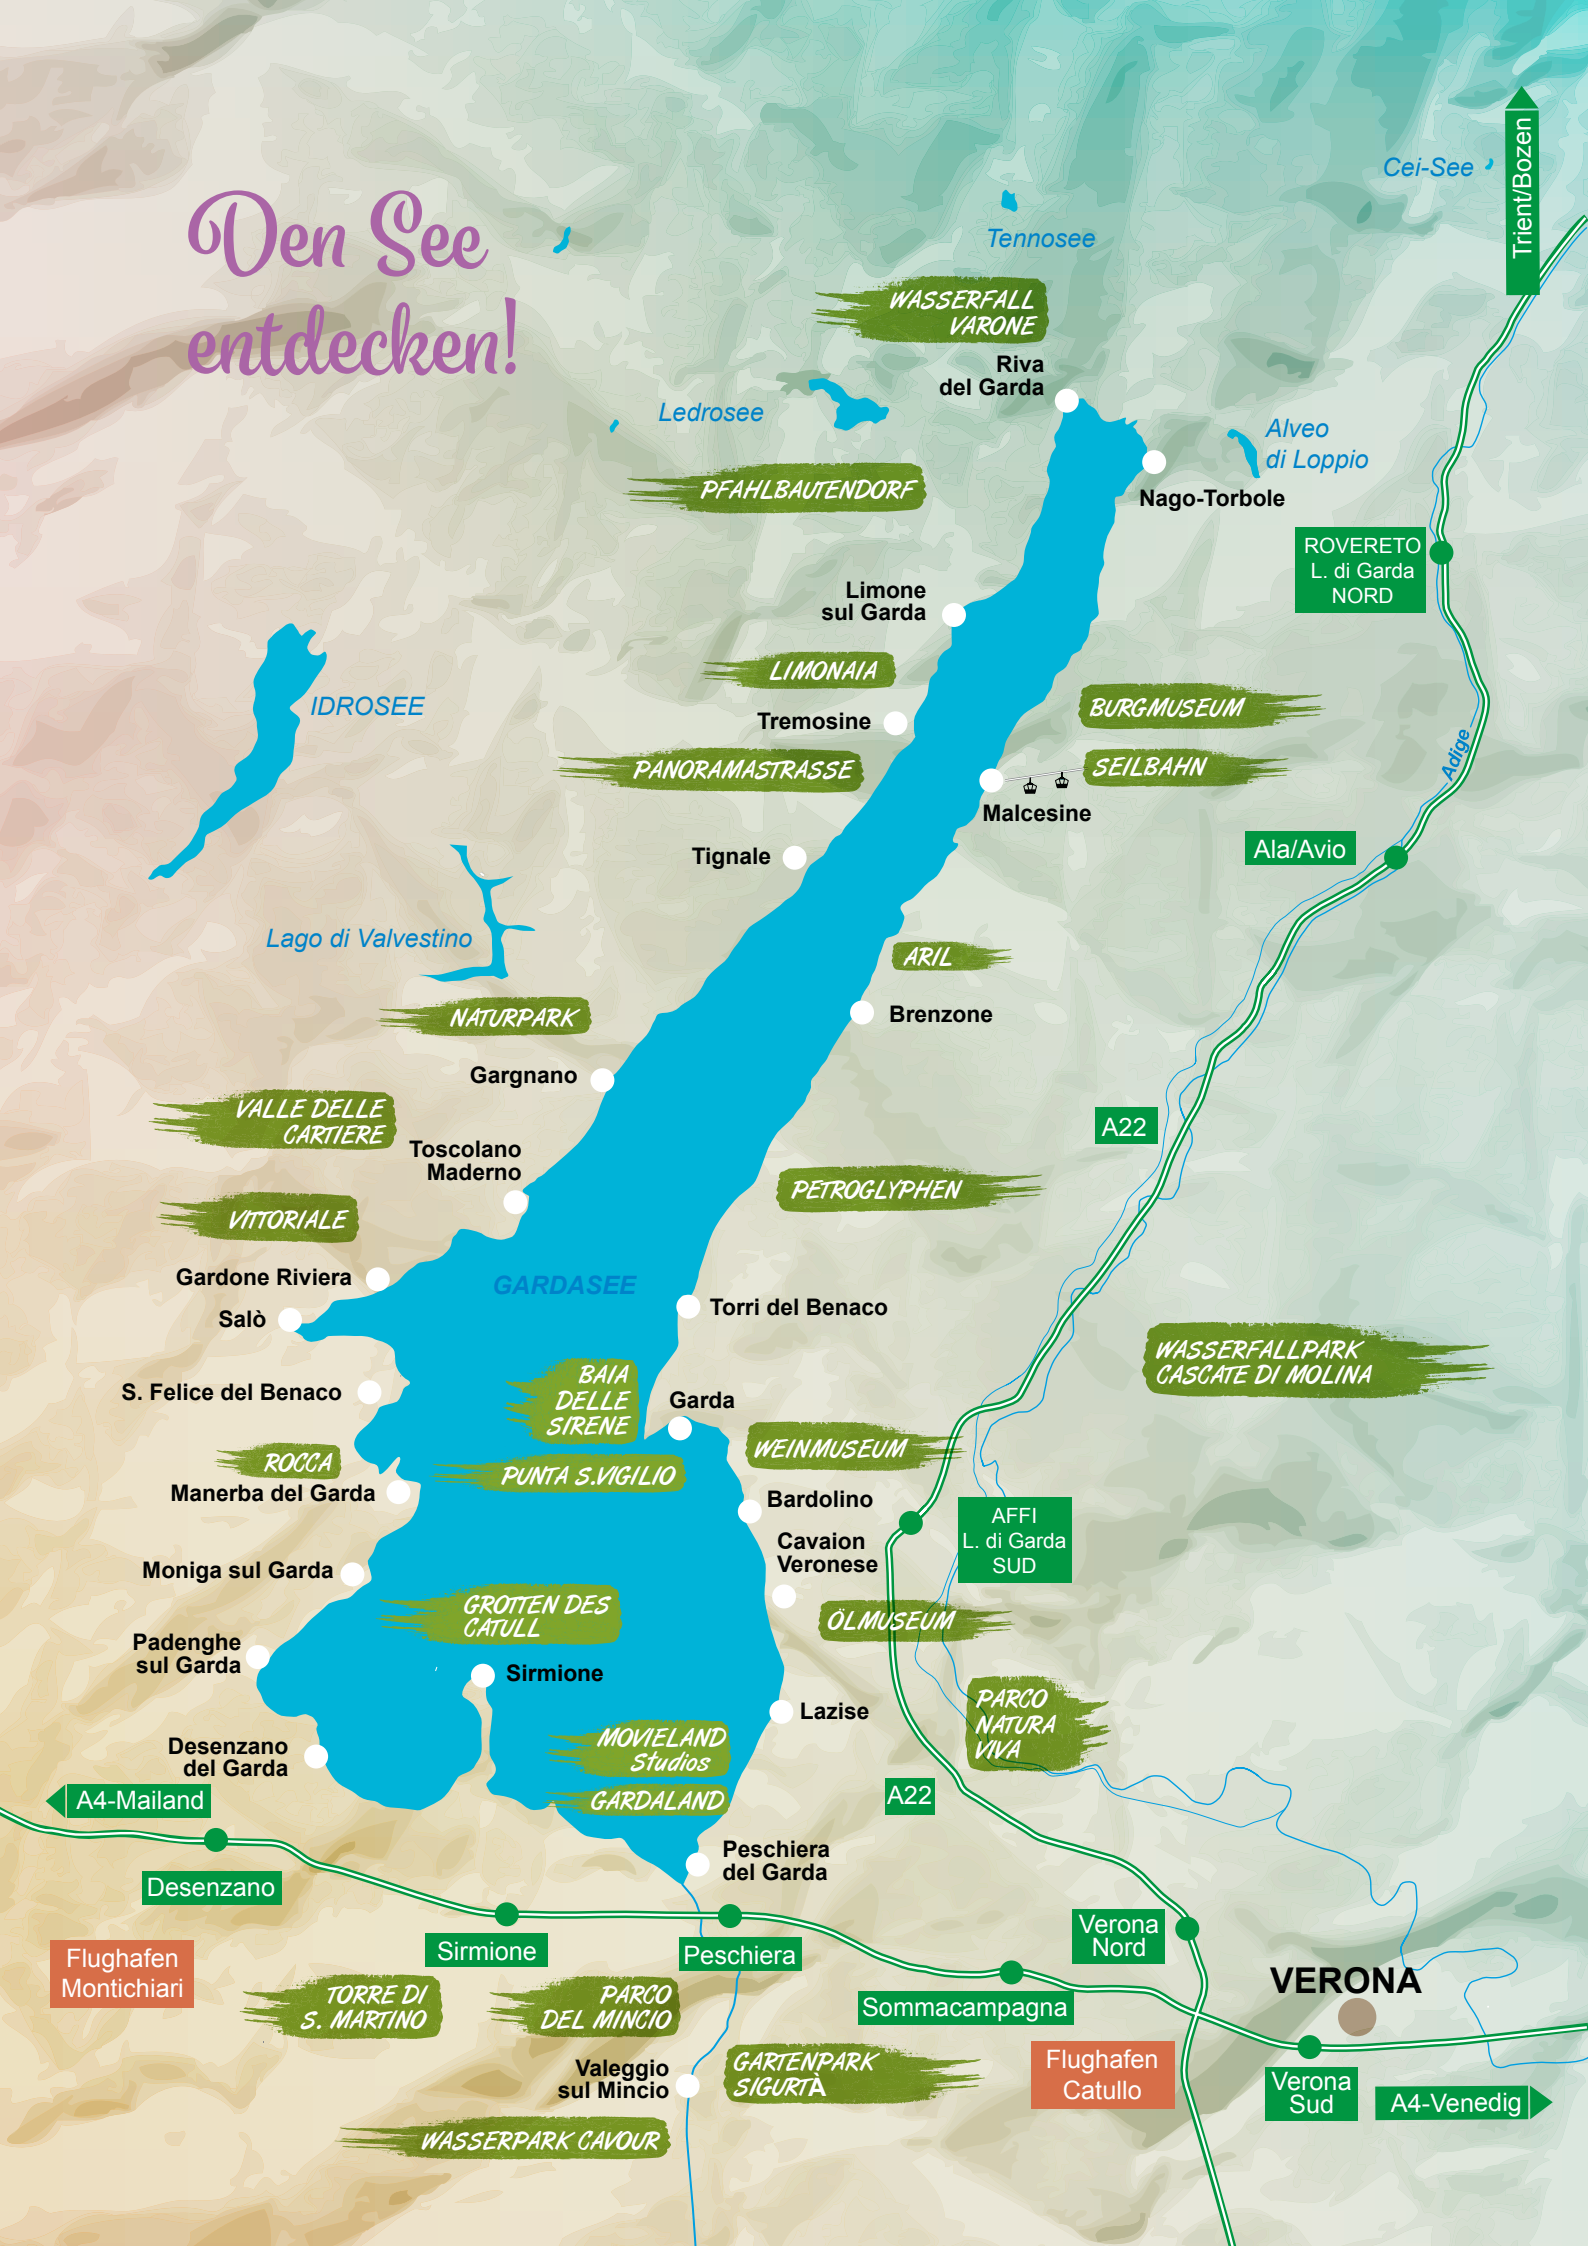 Den See
entdecken!
Cei-See
Trient/Bozen
Tennosee
WASSERFALL
VARONE
Riva
del Garda
Ledrosee
Alveo
di Loppio
PFAHLBAUTENDORF
Nago-Torbole
ROVERETO
L. di Garda
NORD
Limone
sul Garda
LIMONAIA
IDROSEE
BURGMUSEUM
Tremosine
Adige
PANORAMASTRASSE
SEILBAHN
Malcesine
Tignale
Ala/Avio
Lago di Valvestino
ARIL
NATURPARK
Brenzone
Gargnano
VALLE DELLE
CARTIERE
A22
Toscolano
Maderno
PETROGLYPHEN
VITTORIALE
Gardone Riviera
GARDASEE
Salò
Torri del Benaco
WASSERFALLPARK
CASCATE DI MOLINA
BAIA
DELLE
SIRENE
S. Felice del Benaco
Garda
WEINMUSEUM
ROCCA
PUNTA S.VIGILIO
Manerba del Garda
Bardolino
AFFI
L. di Garda
SUD
Cavaion
Veronese
Moniga sul Garda
GROTTEN DES
CATULL
ÖLMUSEUM
Padenghe
sul Garda
Sirmione
PARCO
NATURA
VIVA
Lazise
MOVIELAND
Studios
Desenzano
del Garda
A4-Mailand
GARDALAND
A22
Peschiera
del Garda
Desenzano
Verona
Nord
Sirmione
Peschiera
Flughafen
Montichiari
VERONA
TORRE DI
S. MARTINO
PARCO
DEL MINCIO
Sommacampagna
Valeggio
sul Mincio
GARTENPARK
SIGURTÀ
Flughafen
Catullo
Verona
Sud
A4-Venedig
WASSERPARK CAVOUR